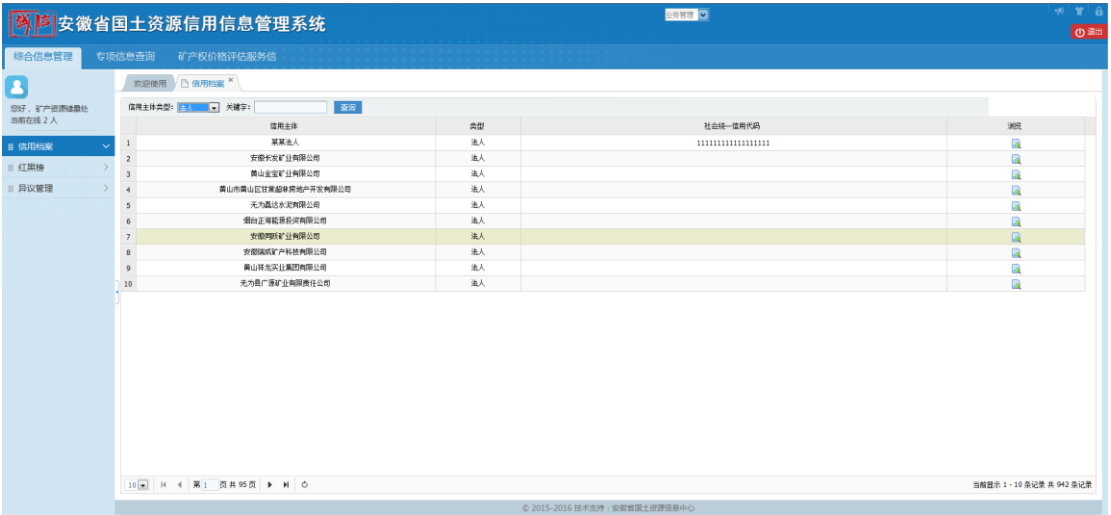 诚信 安徽省国土资源信用信息管理系统
业务管理
退出
综合信息管理 专项信息查询 矿产权价格评估服务信
您好，矿产资源储量处
当前在线 2 人
信用档案
红黑榜
异议管理
欢迎使用 信用档案 ×
信用主体类型: 法人 关键字: 查询
信用主体 类型 社会统一信用代码 浏览
1 某某法人 法人 111111111111111111
2 安徽长发矿业有限公司 法人
3 黄山金宝矿业有限公司 法人
4 黄山市黄山区甘棠韶林房地产开发有限公司 法人
5 无为磊达水泥有限公司 法人
6 烟台正海能源投资有限公司 法人
7 安徽同跃矿业有限公司 法人
8 安徽瑞成矿产科技有限公司 法人
9 黄山祥龙实业集团有限公司 法人
10 无为县广源矿业有限责任公司 法人
10 第 1 页共 95 页 当前显示 1 - 10 条记录 共 942 条记录
© 2015-2016 技术支持：安徽省国土资源信息中心